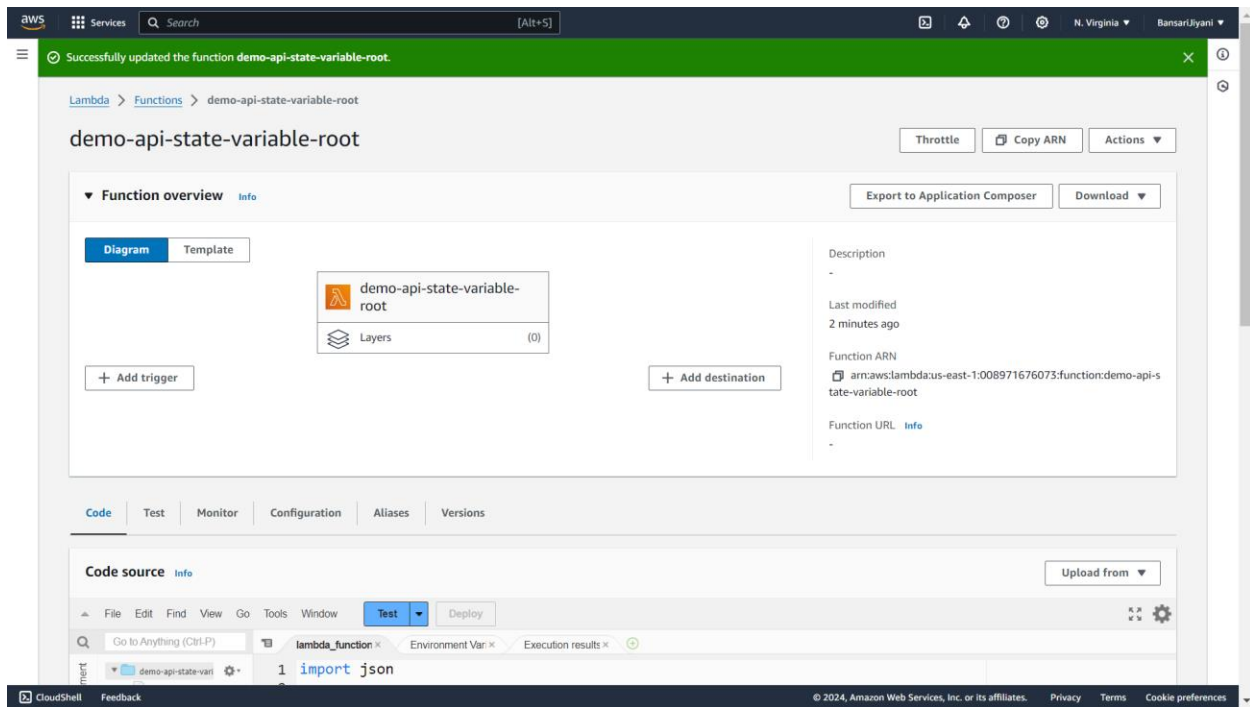 aws
Services
Search
[Alt+S]
N. Virginia ▼
BansariJiyani ▼
Successfully updated the function demo-api-state-variable-root.
Lambda > Functions > demo-api-state-variable-root
demo-api-state-variable-root
Throttle
Copy ARN
Actions ▼
▼ Function overview Info
Export to Application Composer
Download ▼
Diagram
Template
demo-api-state-variable-
root
Layers
(0)
+ Add trigger
+ Add destination
Description
-
Last modified
2 minutes ago
Function ARN
arn:aws:lambda:us-east-1:008971676073:function:demo-api-s
tate-variable-root
Function URL Info
-
Code
Test
Monitor
Configuration
Aliases
Versions
Code source Info
Upload from ▼
File Edit Find View Go Tools Window
Test
Deploy
Go to Anything (Ctrl-P)
lambda_function ×
Environment Vari ×
Execution results ×
demo-api-state-vari
1 import json
CloudShell
Feedback
© 2024, Amazon Web Services, Inc. or its affiliates.
Privacy
Terms
Cookie preferences